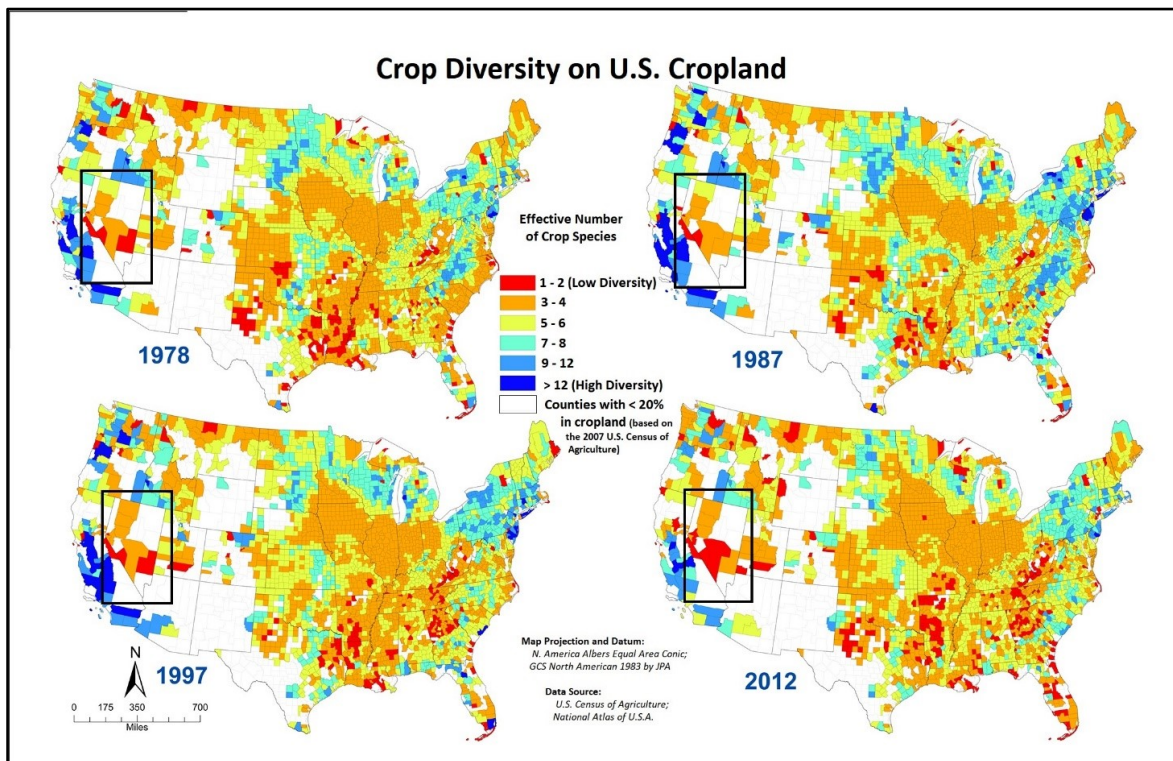 Crop Diversity on U.S. Cropland
1978
1987
Effective Number
of Crop Species
1 - 2 (Low Diversity)
3 - 4
5 - 6
7 - 8
9 - 12
> 12 (High Diversity)
Counties with < 20%
in cropland (based on
the 2007 U.S. Census of
Agriculture)
1997
2012
N
0 175 350 700
Miles
Map Projection and Datum:
N. America Albers Equal Area Conic;
GCS North American 1983 by JPA
Data Source:
U.S. Census of Agriculture;
National Atlas of U.S.A.